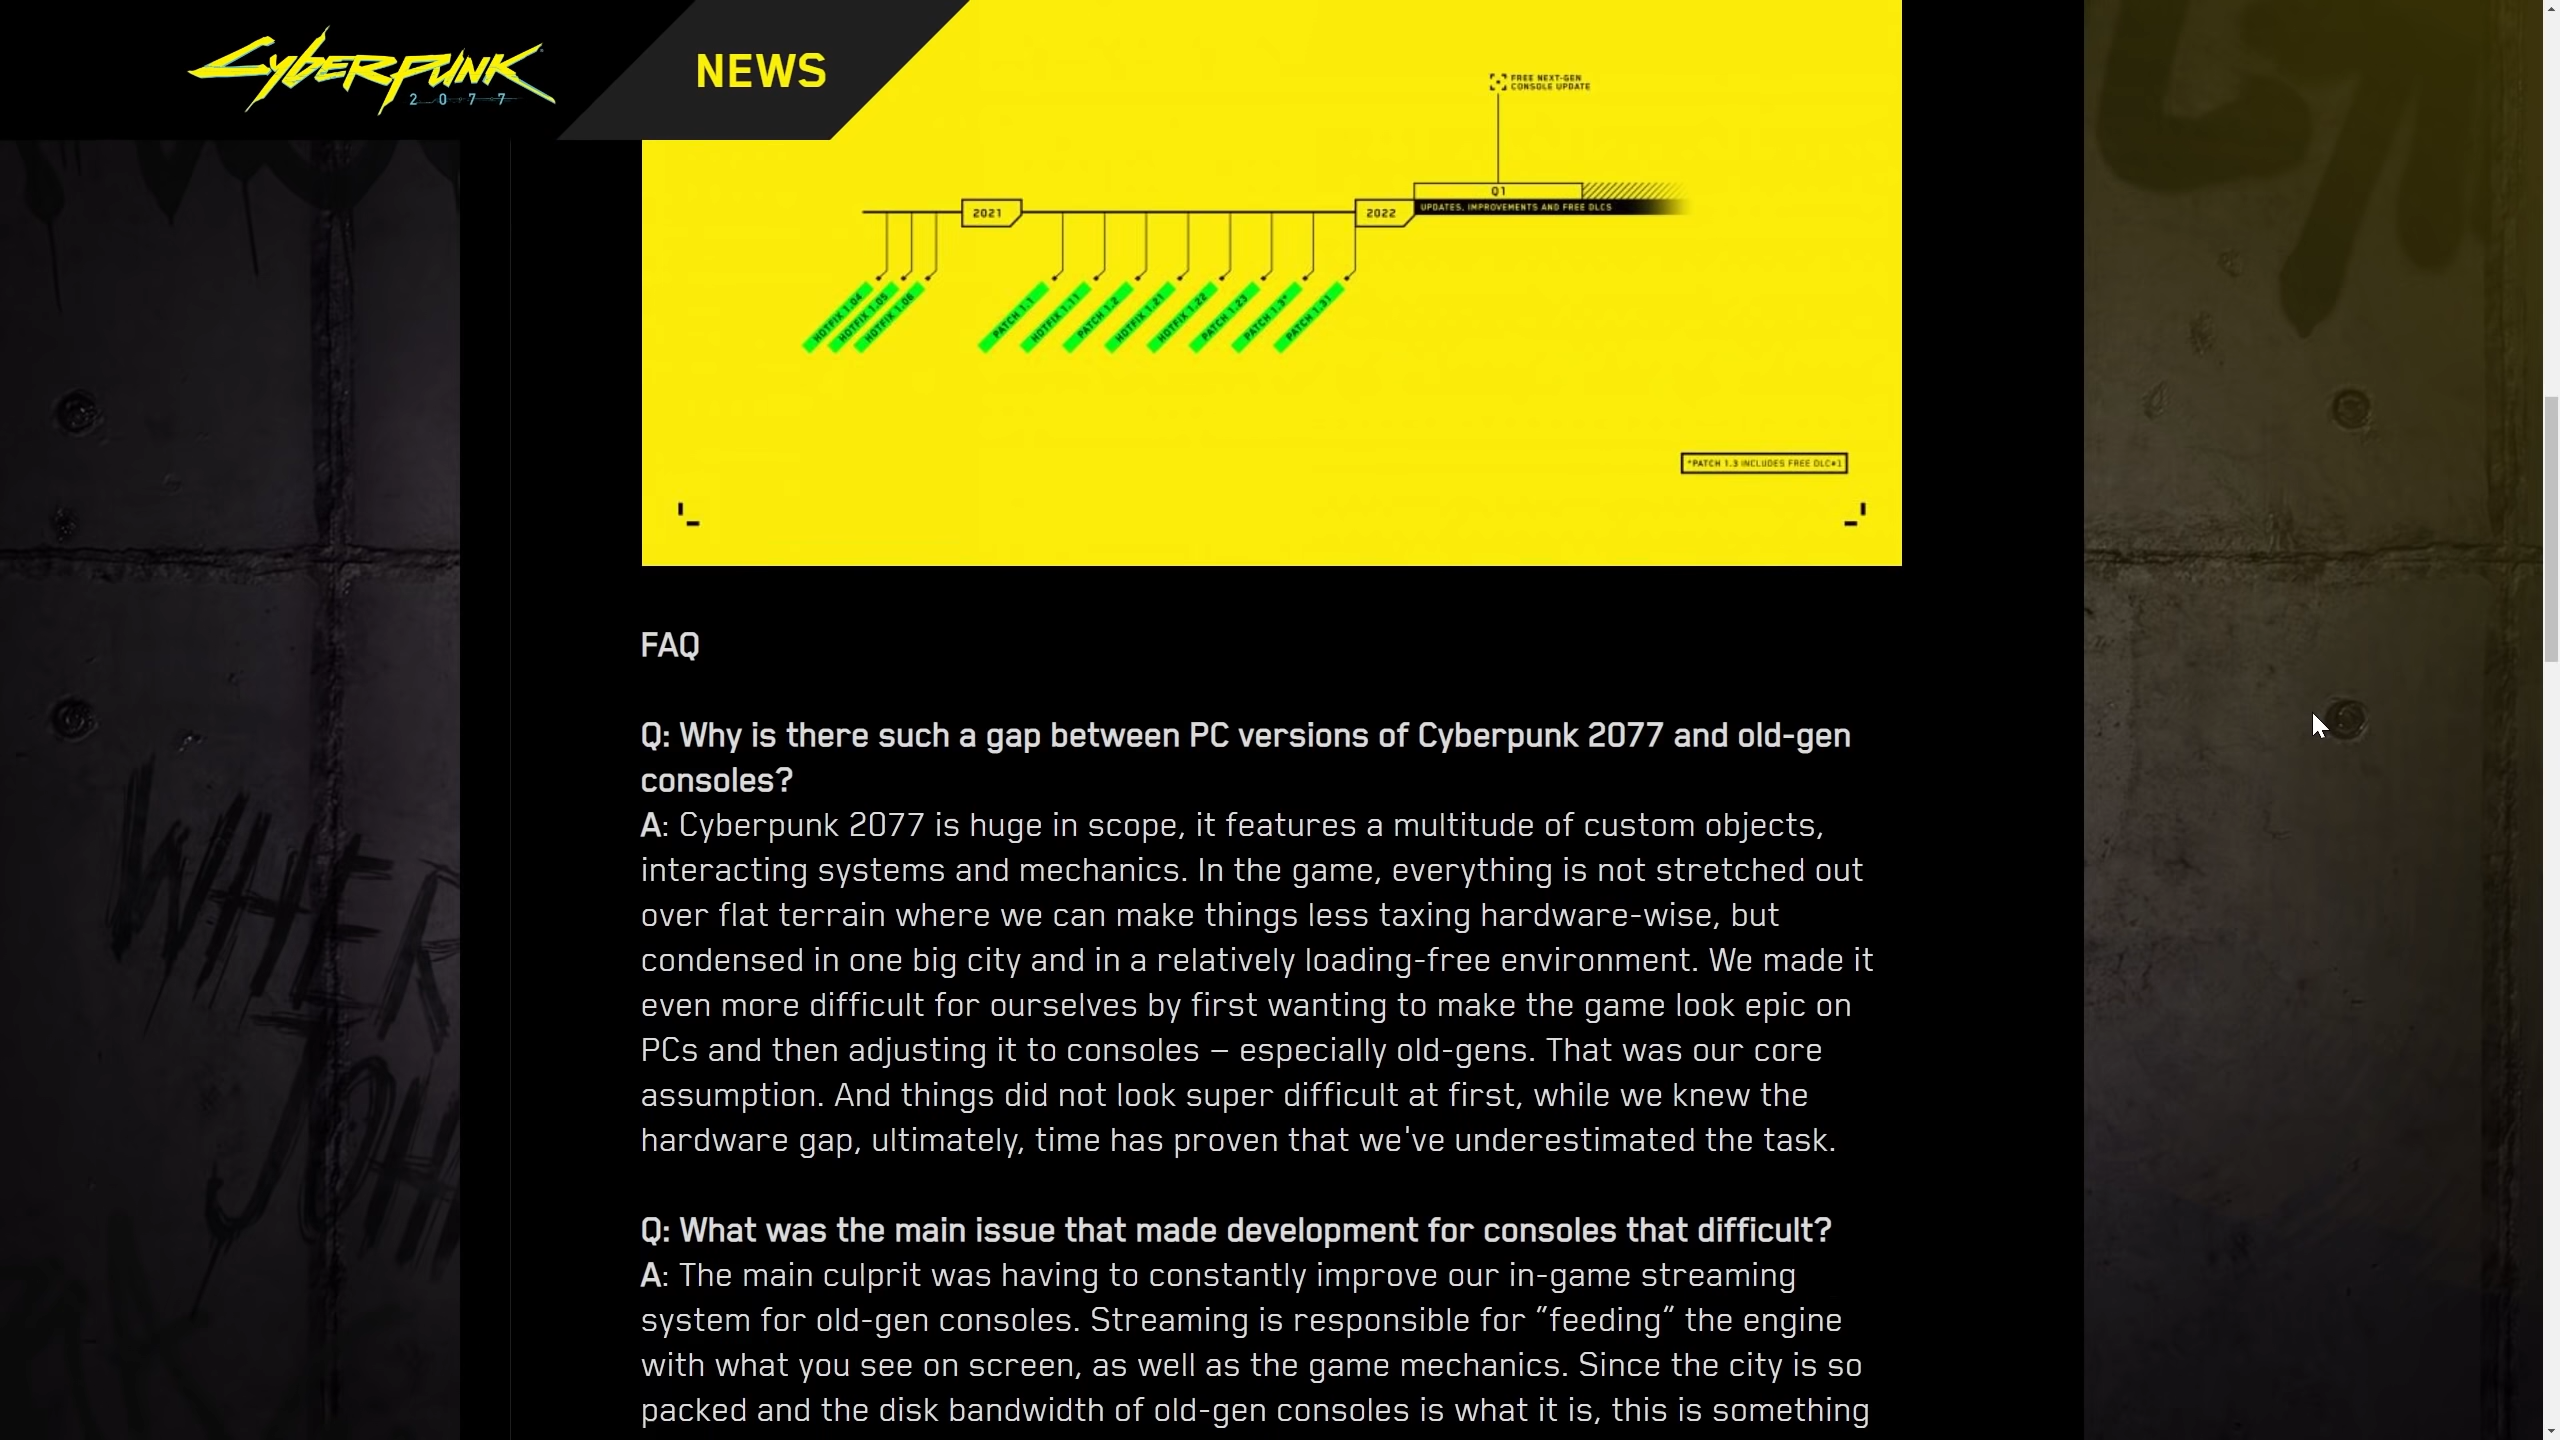 CYBERPUNK
2077
NEWS
FREE NEXT-GEN
CONSOLE UPDATE
Q1
2021
2022
UPDATES, IMPROVEMENTS AND FREE DLCS
HOTFIX 1.04
HOTFIX 1.05
HOTFIX 1.06
PATCH 1.1
HOTFIX 1.11
PATCH 1.2
HOTFIX 1.21
HOTFIX 1.22
PATCH 1.23
PATCH 1.3*
PATCH 1.31
*PATCH 1.3 INCLUDES FREE DLC#1
FAQ
Q: Why is there such a gap between PC versions of Cyberpunk 2077 and old-gen
consoles?
A: Cyberpunk 2077 is huge in scope, it features a multitude of custom objects,
interacting systems and mechanics. In the game, everything is not stretched out
over flat terrain where we can make things less taxing hardware-wise, but
condensed in one big city and in a relatively loading-free environment. We made it
even more difficult for ourselves by first wanting to make the game look epic on
PCs and then adjusting it to consoles – especially old-gens. That was our core
assumption. And things did not look super difficult at first, while we knew the
hardware gap, ultimately, time has proven that we've underestimated the task.
Q: What was the main issue that made development for consoles that difficult?
A: The main culprit was having to constantly improve our in-game streaming
system for old-gen consoles. Streaming is responsible for “feeding” the engine
with what you see on screen, as well as the game mechanics. Since the city is so
packed and the disk bandwidth of old-gen consoles is what it is, this is something